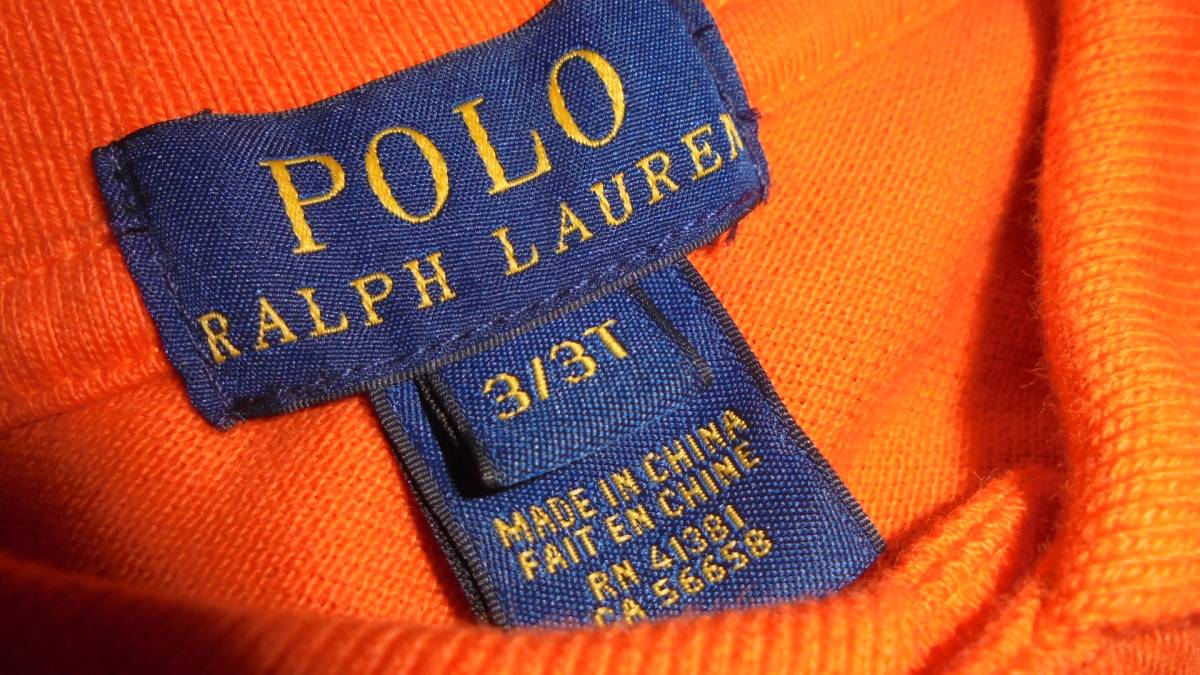 POLO
RALPH LAUREN
3/3T
MADE IN CHINA
FAIT EN CHINE
RN 41381
CA 56658